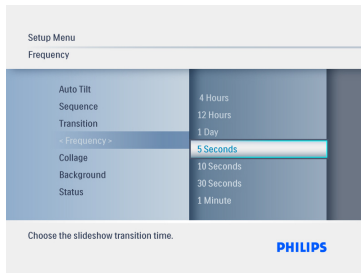 Setup Menu
Frequency
Auto Tilt
Sequence
Transition
« Frequency »
Collage
Background
Status
4 Hours
12 Hours
1 Day
5 Seconds
10 Seconds
30 Seconds
1 Minute
Choose the slideshow transition time.
PHILIPS